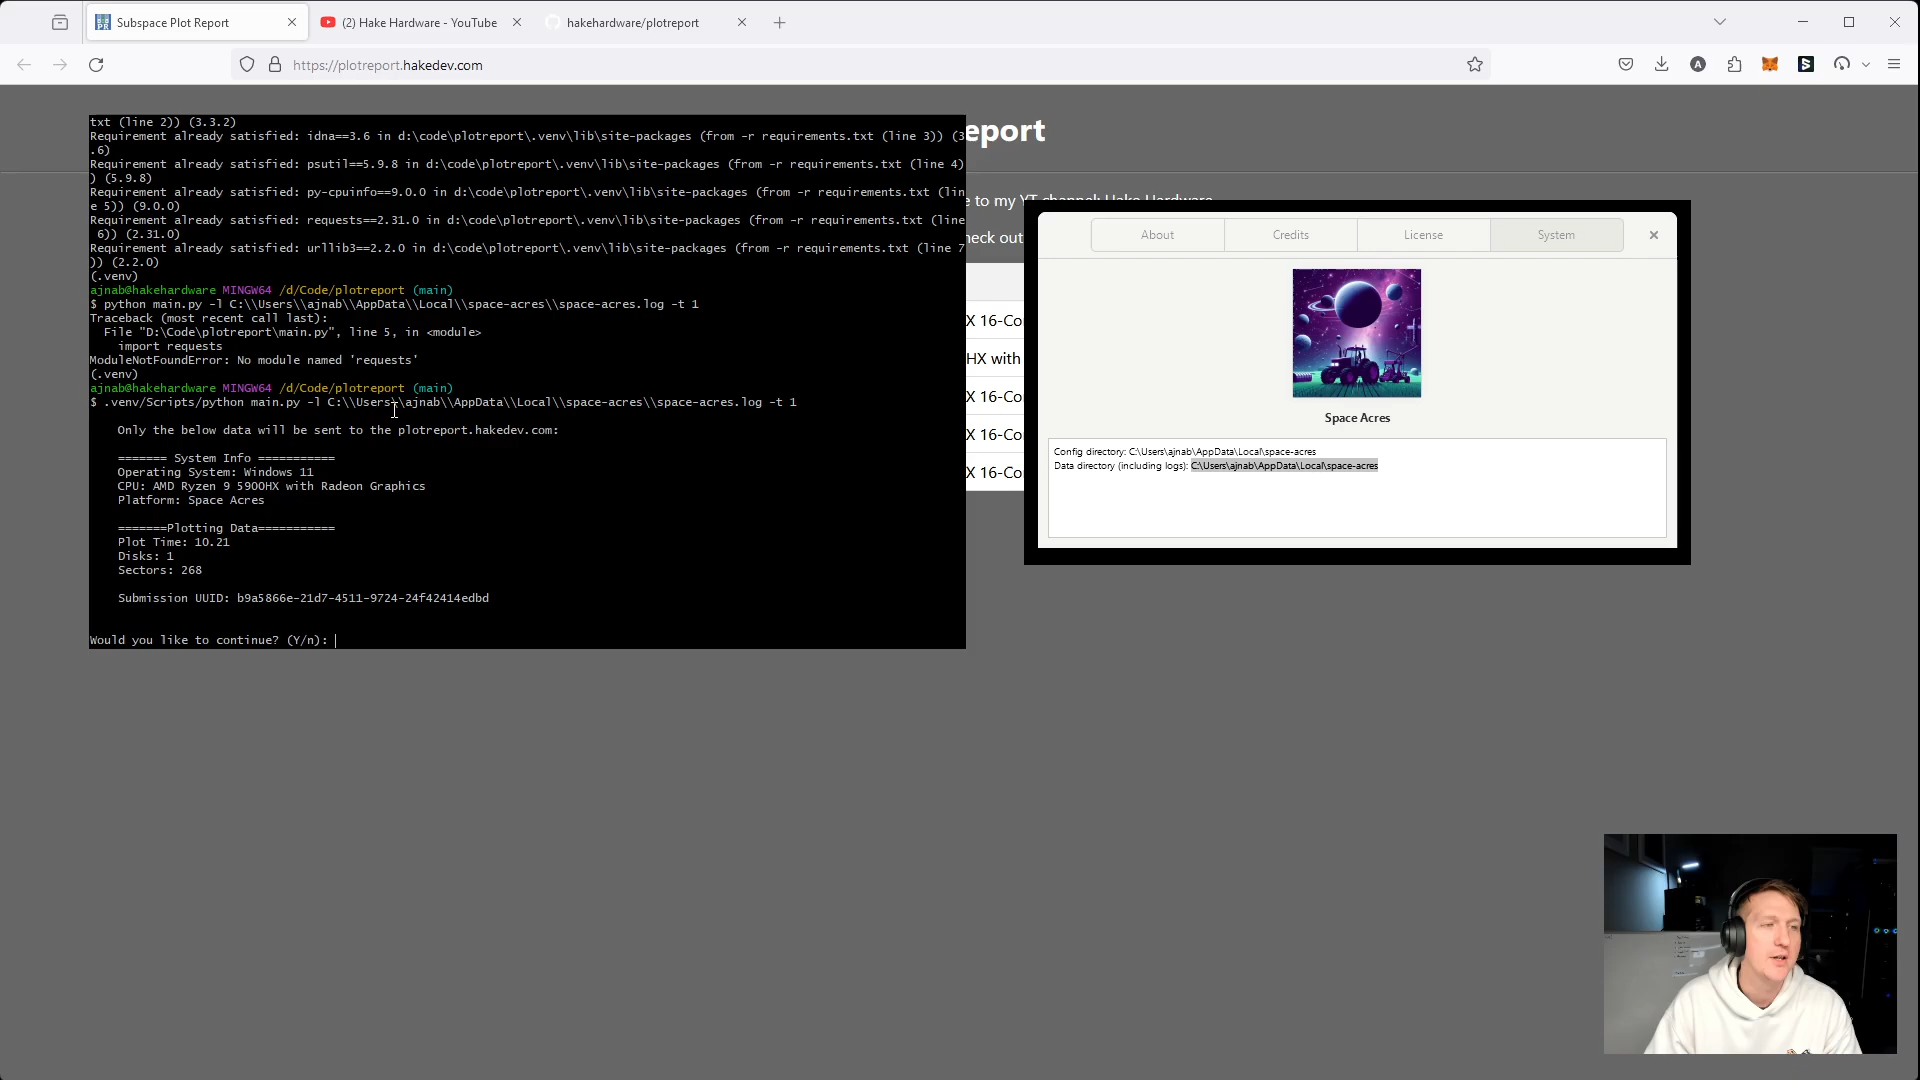 Subspace Plot Report
(2) Hake Hardware - YouTube
hakehardware/plotreport
https://plotreport.hakedev.com
eport
e to my YT channel: Hake Hardware
heck out
X 16-Co
HX with
X 16-Co
X 16-Co
X 16-Co
txt (line 2)) (3.3.2)
Requirement already satisfied: idna==3.6 in d:\code\plotreport\.venv\lib\site-packages (from -r requirements.txt (line 3)) (3
.6)
Requirement already satisfied: psutil==5.9.8 in d:\code\plotreport\.venv\lib\site-packages (from -r requirements.txt (line 4)
) (5.9.8)
Requirement already satisfied: py-cpuinfo==9.0.0 in d:\code\plotreport\.venv\lib\site-packages (from -r requirements.txt (lin
e 5)) (9.0.0)
Requirement already satisfied: requests==2.31.0 in d:\code\plotreport\.venv\lib\site-packages (from -r requirements.txt (line
6)) (2.31.0)
Requirement already satisfied: urllib3==2.2.0 in d:\code\plotreport\.venv\lib\site-packages (from -r requirements.txt (line 7
)) (2.2.0)
(.venv)
ajnab@hakehardware MINGW64 /d/Code/plotreport (main)
$ python main.py -l C:\\Users\\ajnab\\AppData\\Local\\space-acres\\space-acres.log -t 1
Traceback (most recent call last):
File "D:\Code\plotreport\main.py", line 5, in <module>
import requests
ModuleNotFoundError: No module named 'requests'
(.venv)
ajnab@hakehardware MINGW64 /d/Code/plotreport (main)
$ .venv/Scripts/python main.py -l C:\\Users\\ajnab\\AppData\\Local\\space-acres\\space-acres.log -t 1
Only the below data will be sent to the plotreport.hakedev.com:
======= System Info ===========
Operating System: Windows 11
CPU: AMD Ryzen 9 5900HX with Radeon Graphics
Platform: Space Acres
=======Plotting Data===========
Plot Time: 10.21
Disks: 1
Sectors: 268
Submission UUID: b9a5866e-21d7-4511-9724-24f42414edbd
Would you like to continue? (Y/n):
About
Credits
License
System
Space Acres
Config directory: C:\Users\ajnab\AppData\Local\space-acres
Data directory (including logs): C:\Users\ajnab\AppData\Local\space-acres